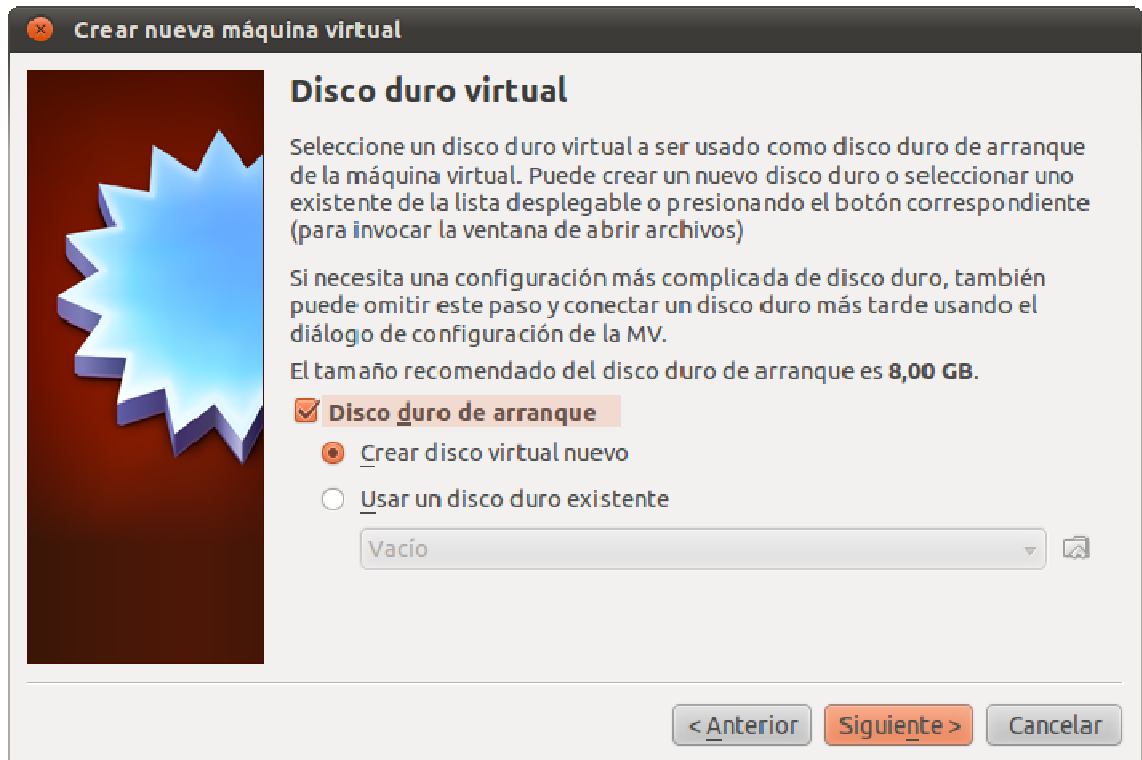 Crear nueva máquina virtual
Disco duro virtual
Seleccione un disco duro virtual a ser usado como disco duro de arranque
de la máquina virtual. Puede crear un nuevo disco duro o seleccionar uno
existente de la lista desplegable o presionando el botón correspondiente
(para invocar la ventana de abrir archivos)
Si necesita una configuración más complicada de disco duro, también
puede omitir este paso y conectar un disco duro más tarde usando el
diálogo de configuración de la MV.
El tamaño recomendado del disco duro de arranque es 8,00 GB.
Disco duro de arranque
Crear disco virtual nuevo
Usar un disco duro existente
Vacío
< Anterior
Siguiente >
Cancelar